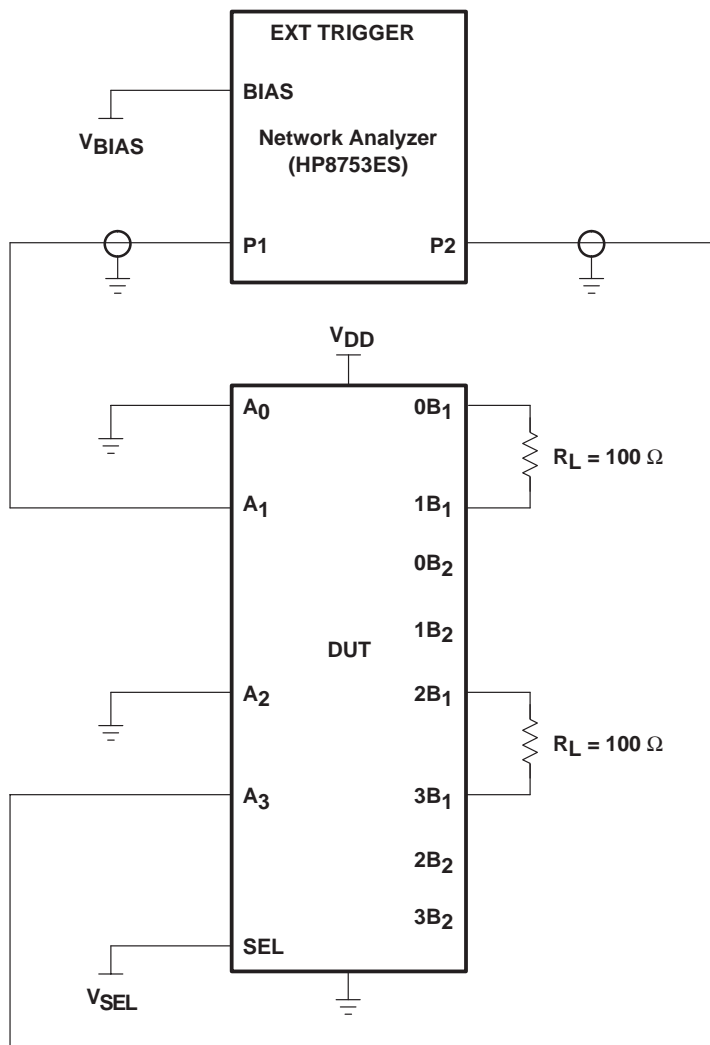 EXT TRIGGER
BIAS
VBIAS
Network Analyzer
(HP8753ES)
P1
P2
VDD
A0
0B1
RL = 100 Ω
A1
1B1
0B2
1B2
DUT
A2
2B1
RL = 100 Ω
A3
3B1
2B2
3B2
SEL
VSEL